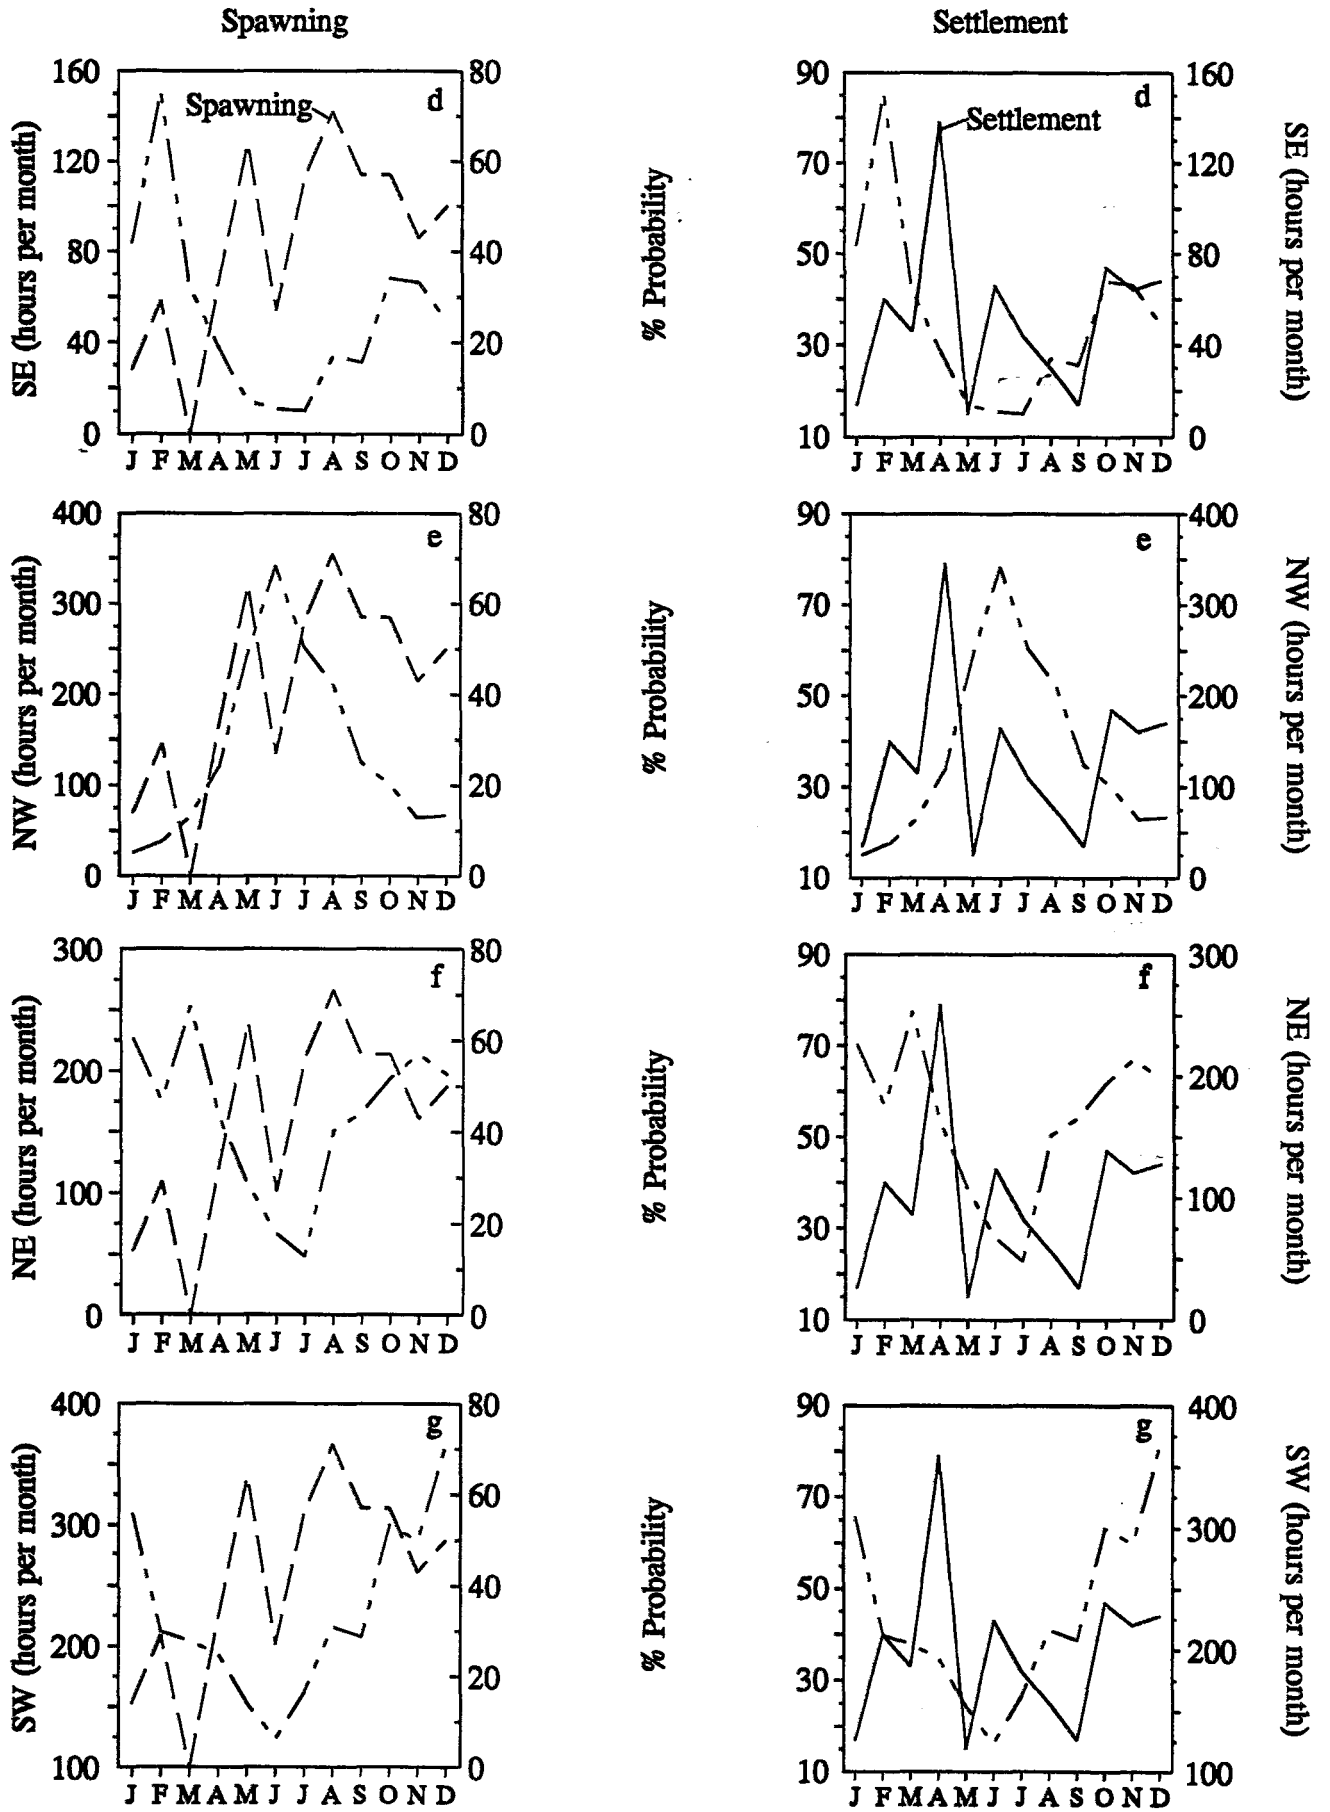 Spawning
Settlement
160
120
80
40
0
80
60
40
20
0
d
Spawning
SE (hours per month)
J F M A M J J A S O N D
% Probability
90
70
50
30
10
160
120
80
40
0
d
Settlement
SE (hours per month)
J F M A M J J A S O N D
400
300
200
100
0
80
60
40
20
0
e
NW (hours per month)
J F M A M J J A S O N D
% Probability
90
70
50
30
10
400
300
200
100
0
e
NW (hours per month)
J F M A M J J A S O N D
300
200
100
0
80
60
40
20
0
f
NE (hours per month)
J F M A M J J A S O N D
% Probability
90
70
50
30
10
300
200
100
0
f
NE (hours per month)
J F M A M J J A S O N D
400
300
200
100
80
60
40
20
0
g
SW (hours per month)
J F M A M J J A S O N D
% Probability
90
70
50
30
10
400
300
200
100
g
SW (hours per month)
J F M A M J J A S O N D